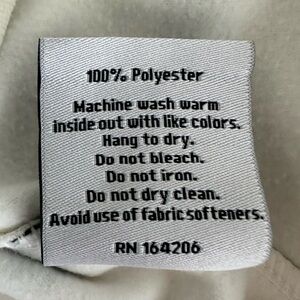 100% Polyester
Machine wash warm
inside out with like colors.
Hang to dry.
Do not bleach.
Do not iron.
Do not dry clean.
Avoid use of fabric softeners.
RN 164206